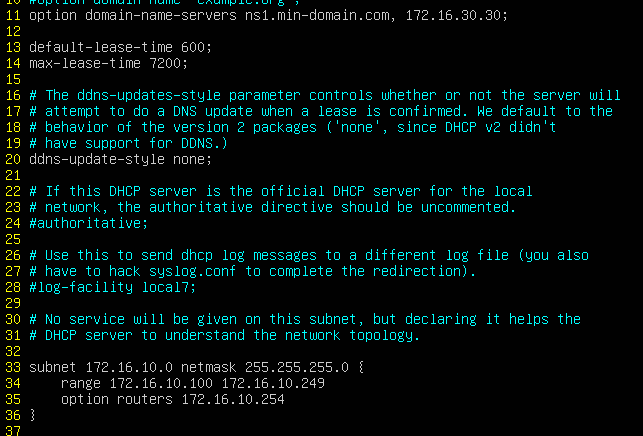 #option domain-name "example.org";
11 option domain-name-servers ns1.min-domain.com, 172.16.30.30;
12
13 default-lease-time 600;
14 max-lease-time 7200;
15
16 # The ddns-updates-style parameter controls whether or not the server will
17 # attempt to do a DNS update when a lease is confirmed. We default to the
18 # behavior of the version 2 packages ('none', since DHCP v2 didn't
19 # have support for DDNS.)
20 ddns-update-style none;
21
22 # If this DHCP server is the official DHCP server for the local
23 # network, the authoritative directive should be uncommented.
24 #authoritative;
25
26 # Use this to send dhcp log messages to a different log file (you also
27 # have to hack syslog.conf to complete the redirection).
28 #log-facility local7;
29
30 # No service will be given on this subnet, but declaring it helps the
31 # DHCP server to understand the network topology.
32
33 subnet 172.16.10.0 netmask 255.255.255.0 {
34     range 172.16.10.100 172.16.10.249
35     option routers 172.16.10.254
36 }
37